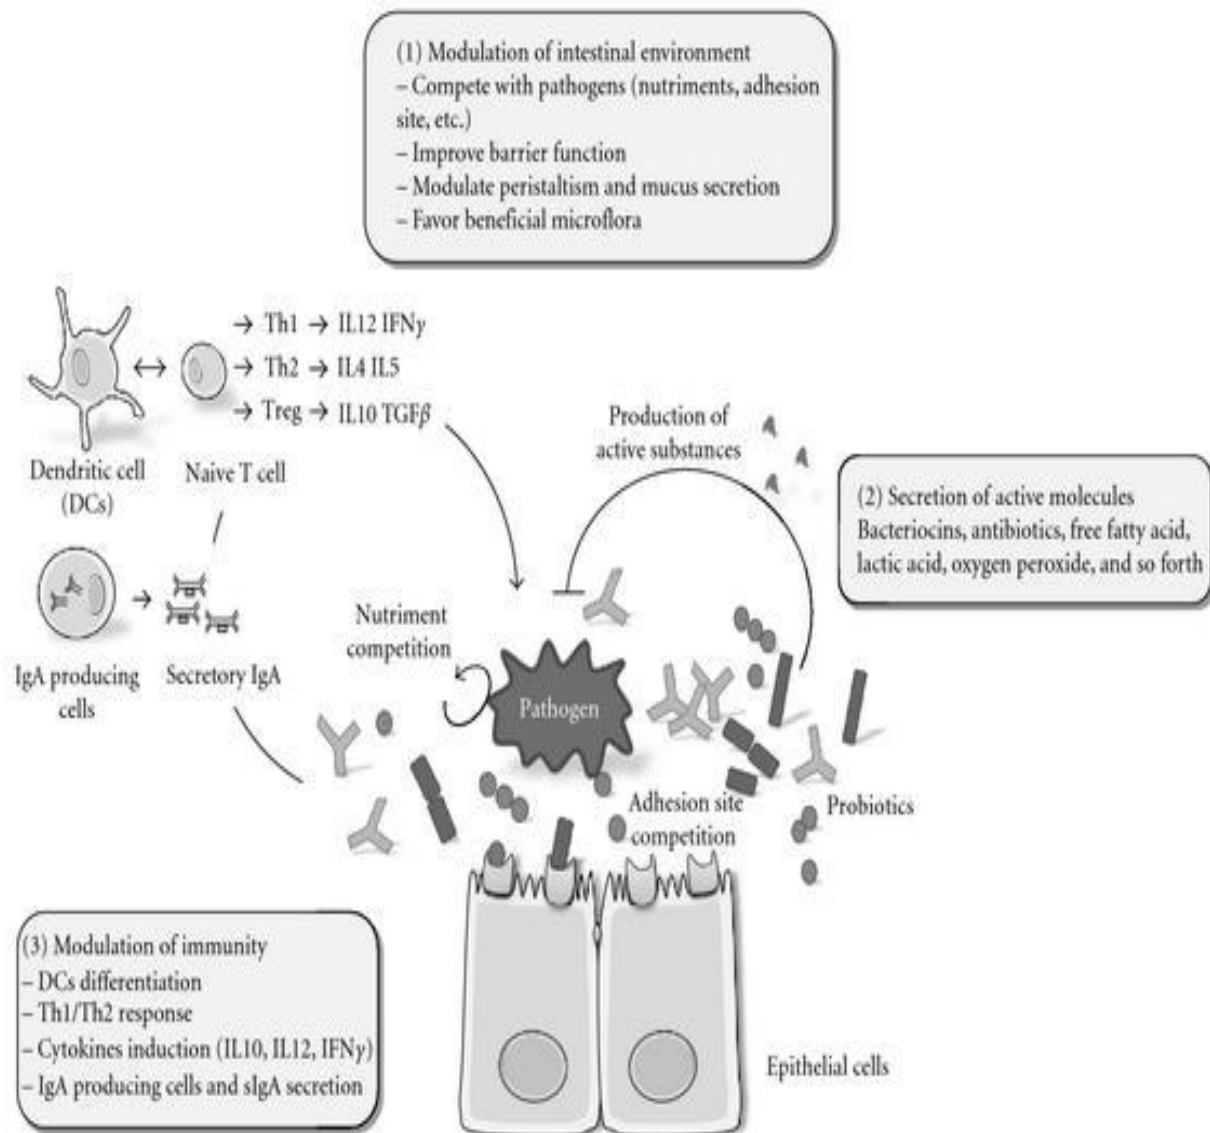 (1) Modulation of intestinal environment
– Compete with pathogens (nutriments, adhesion
site, etc.)
– Improve barrier function
– Modulate peristaltism and mucus secretion
– Favor beneficial microflora
→ Th1 → IL12 IFNγ
→ Th2 → IL4 IL5
→ Treg → IL10 TGFβ
Dendritic cell
(DCs)
Naive T cell
IgA producing
cells
Secretory IgA
Production of
active substances
(2) Secretion of active molecules
Bacteriocins, antibiotics, free fatty acid,
lactic acid, oxygen peroxide, and so forth
Nutriment
competition
Pathogen
Adhesion site
competition
Probiotics
(3) Modulation of immunity
– DCs differentiation
– Th1/Th2 response
– Cytokines induction (IL10, IL12, IFNγ)
– IgA producing cells and sIgA secretion
Epithelial cells